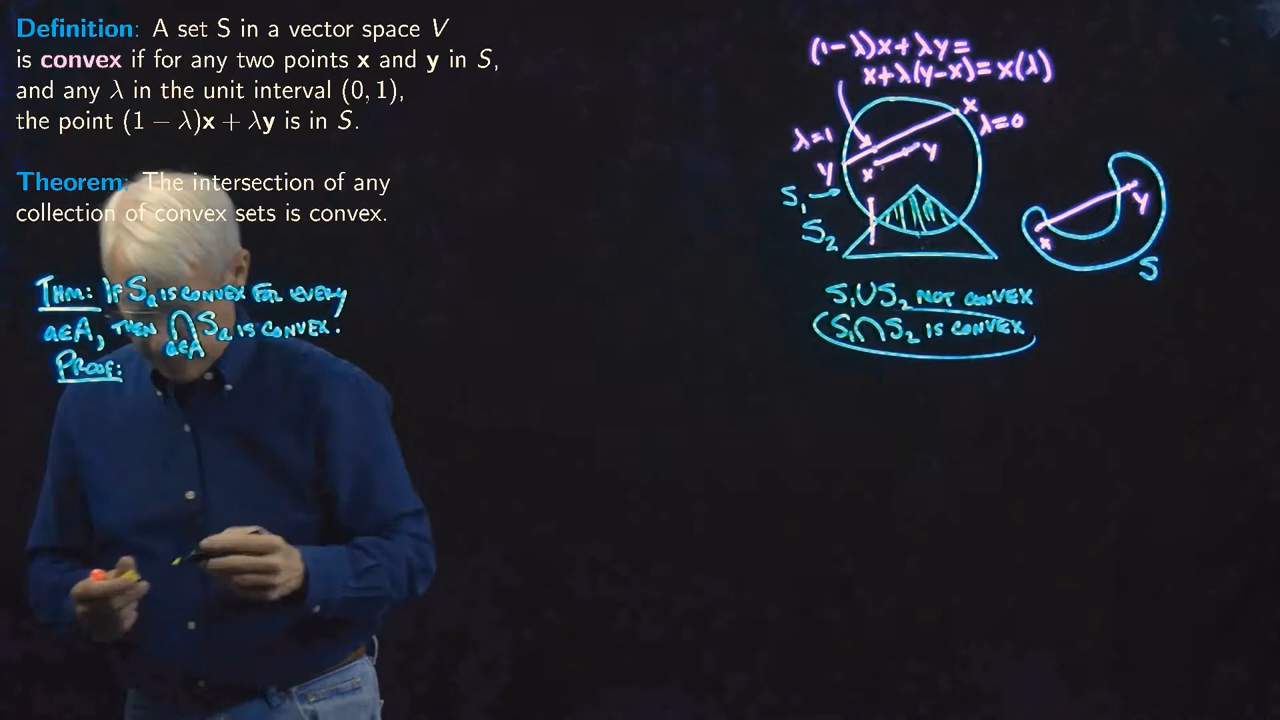 Definition: A set S in a vector space V
is convex if for any two points x and y in S,
and any λ in the unit interval (0, 1),
the point (1 − λ)x + λy is in S.
Theorem: The intersection of any
collection of convex sets is convex.
THM: IF Sₐ IS CONVEX FOR EVERY
a∈A, THEN ⋂ Sₐ IS CONVEX.
a∈A
PROOF:
(1-λ)x + λy =
x+λ(y-x) = x(λ)
x
λ=0
λ=1
y
y
x
S₁ →
S₂
y
x
S
S₁∪S₂ NOT CONVEX
S₁∩S₂ IS CONVEX